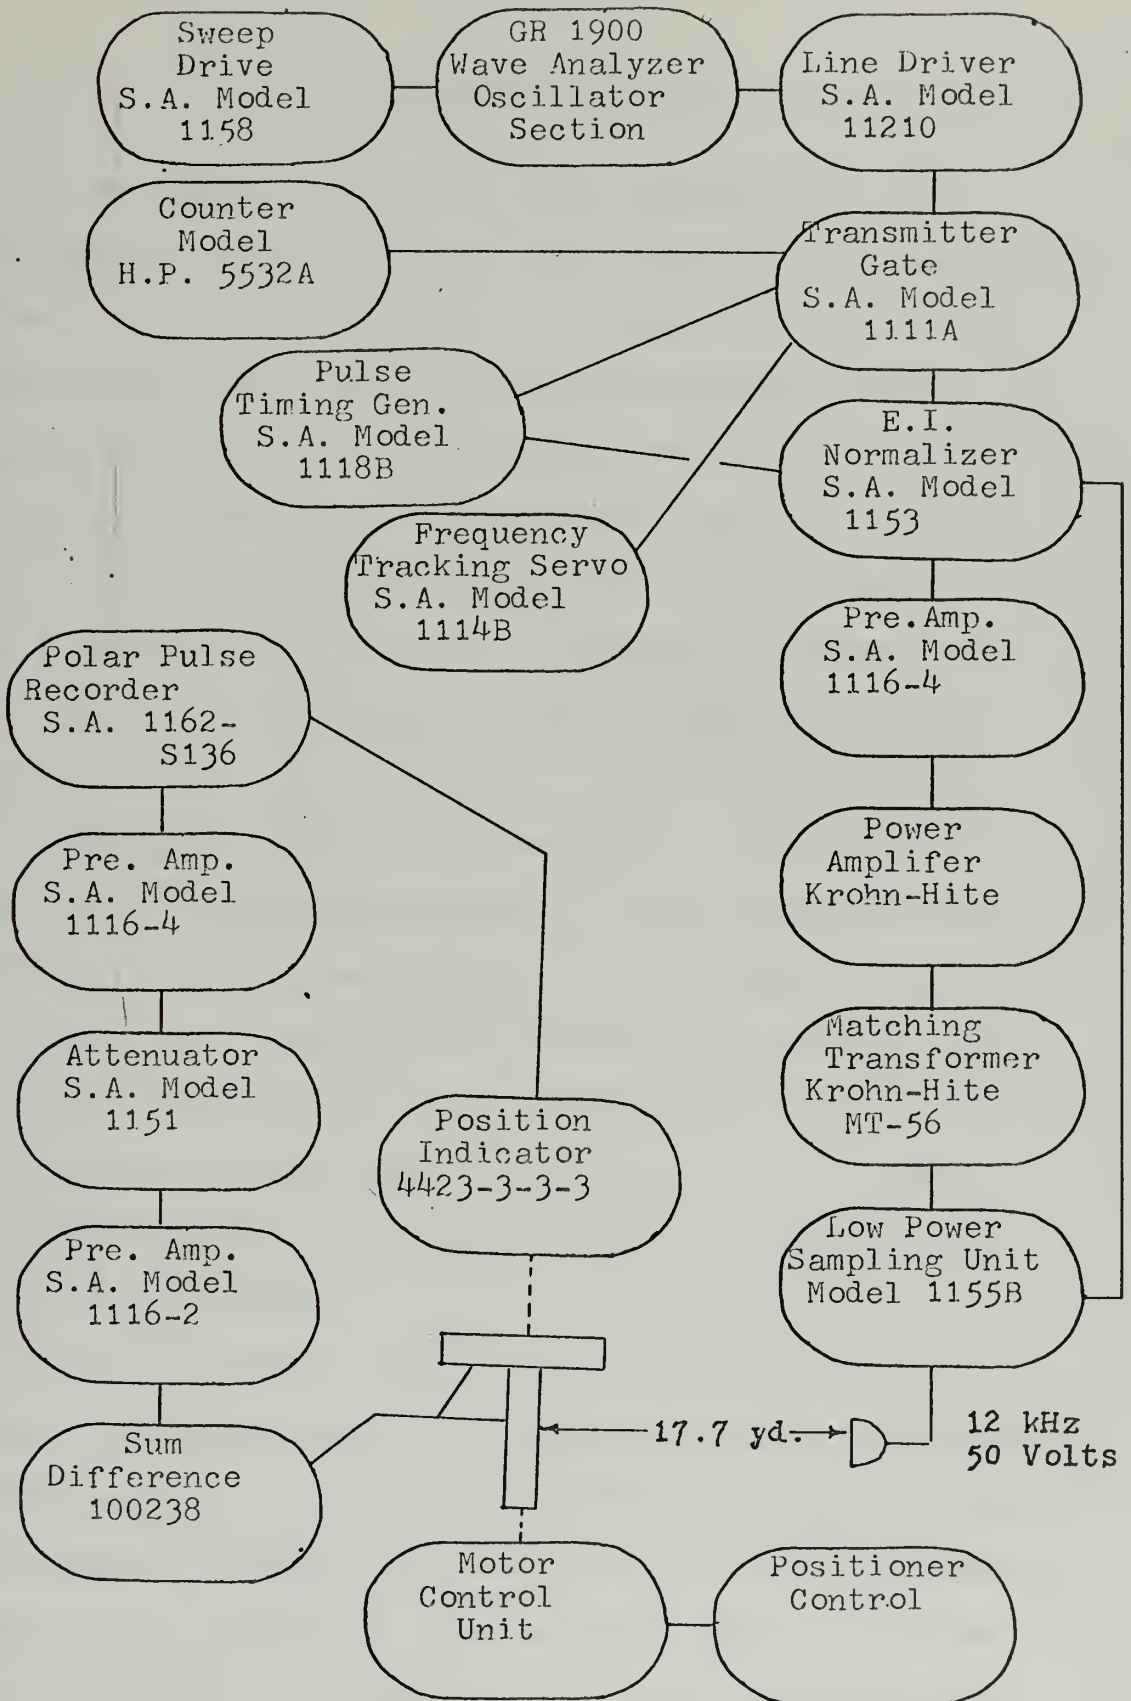 Sweep
Drive
S.A. Model
1158
GR 1900
Wave Analyzer
Oscillator
Section
Line Driver
S.A. Model
11210
Counter
Model
H.P. 5532A
Transmitter
Gate
S.A. Model
1111A
Pulse
Timing Gen.
S.A. Model
1118B
E.I.
Normalizer
S.A. Model
1153
Frequency
Tracking Servo
S.A. Model
1114B
Pre.Amp.
S.A. Model
1116-4
Polar Pulse
Recorder
S.A. 1162-
S136
Power
Amplifer
Krohn-Hite
Pre. Amp.
S.A. Model
1116-4
Matching
Transformer
Krohn-Hite
MT-56
Attenuator
S.A. Model
1151
Position
Indicator
4423-3-3-3
Low Power
Sampling Unit
Model 1155B
Pre. Amp.
S.A. Model
1116-2
17.7 yd.
12 kHz
50 Volts
Sum
Difference
100238
Motor
Control
Unit
Positioner
Control